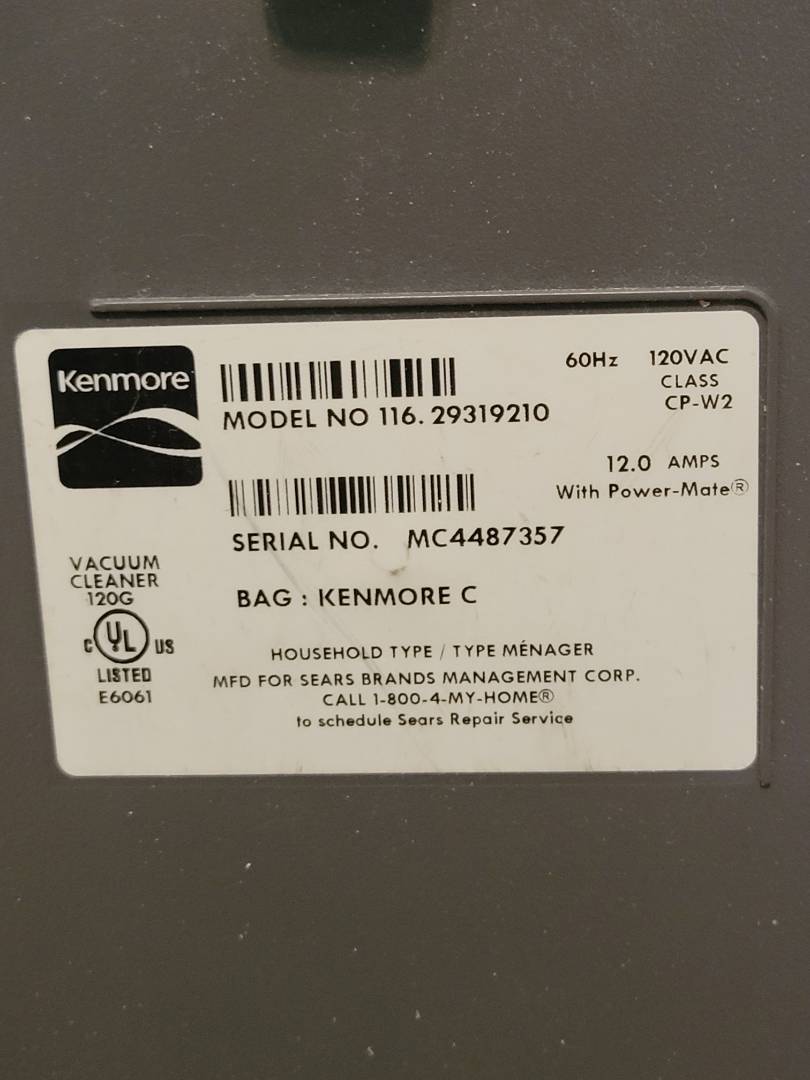 Kenmore
MODEL NO 116. 29319210
60Hz 120VAC
CLASS
CP-W2
12.0 AMPS
With Power-Mate®
SERIAL NO. MC4487357
BAG : KENMORE C
VACUUM
CLEANER
120G
C UL US
LISTED
E6061
HOUSEHOLD TYPE / TYPE MÉNAGER
MFD FOR SEARS BRANDS MANAGEMENT CORP.
CALL 1-800-4-MY-HOME®
to schedule Sears Repair Service